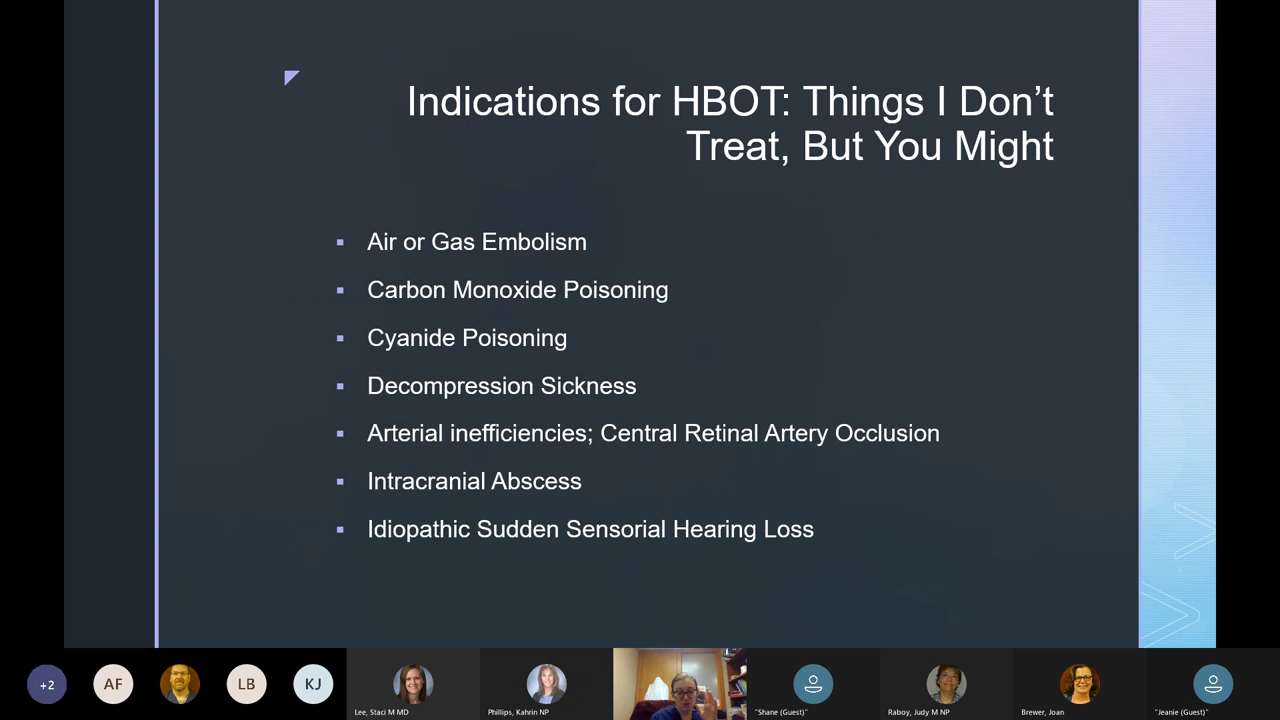 Indications for HBOT: Things I Don’t
Treat, But You Might
Air or Gas Embolism
Carbon Monoxide Poisoning
Cyanide Poisoning
Decompression Sickness
Arterial inefficiencies; Central Retinal Artery Occlusion
Intracranial Abscess
Idiopathic Sudden Sensorial Hearing Loss
+2
AF
LB
KJ
Lee, Staci M MD
Phillips, Kahrin NP
"Shane (Guest)"
Raboy, Judy M NP
Brewer, Joan
"Jeanie (Guest)"